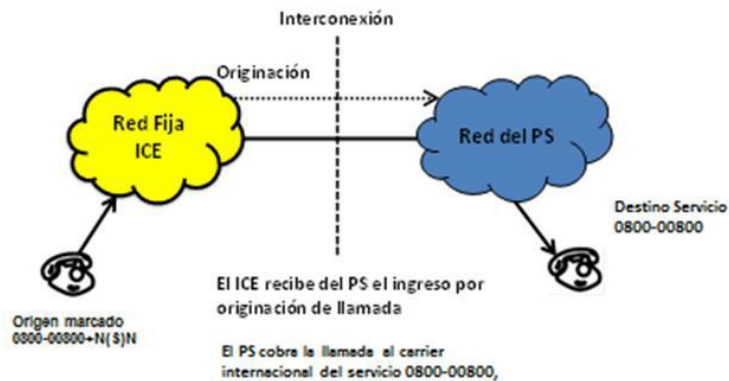 Interconexión
Originación
Red Fija
ICE
Red del PS
Destino Servicio
0800-00800
Origen marcado
0800-00800+N(8)N
El ICE recibe del PS el ingreso por
originación de llamada
El PS cobra la llamada al carrier
internacional del servicio 0800-00800,